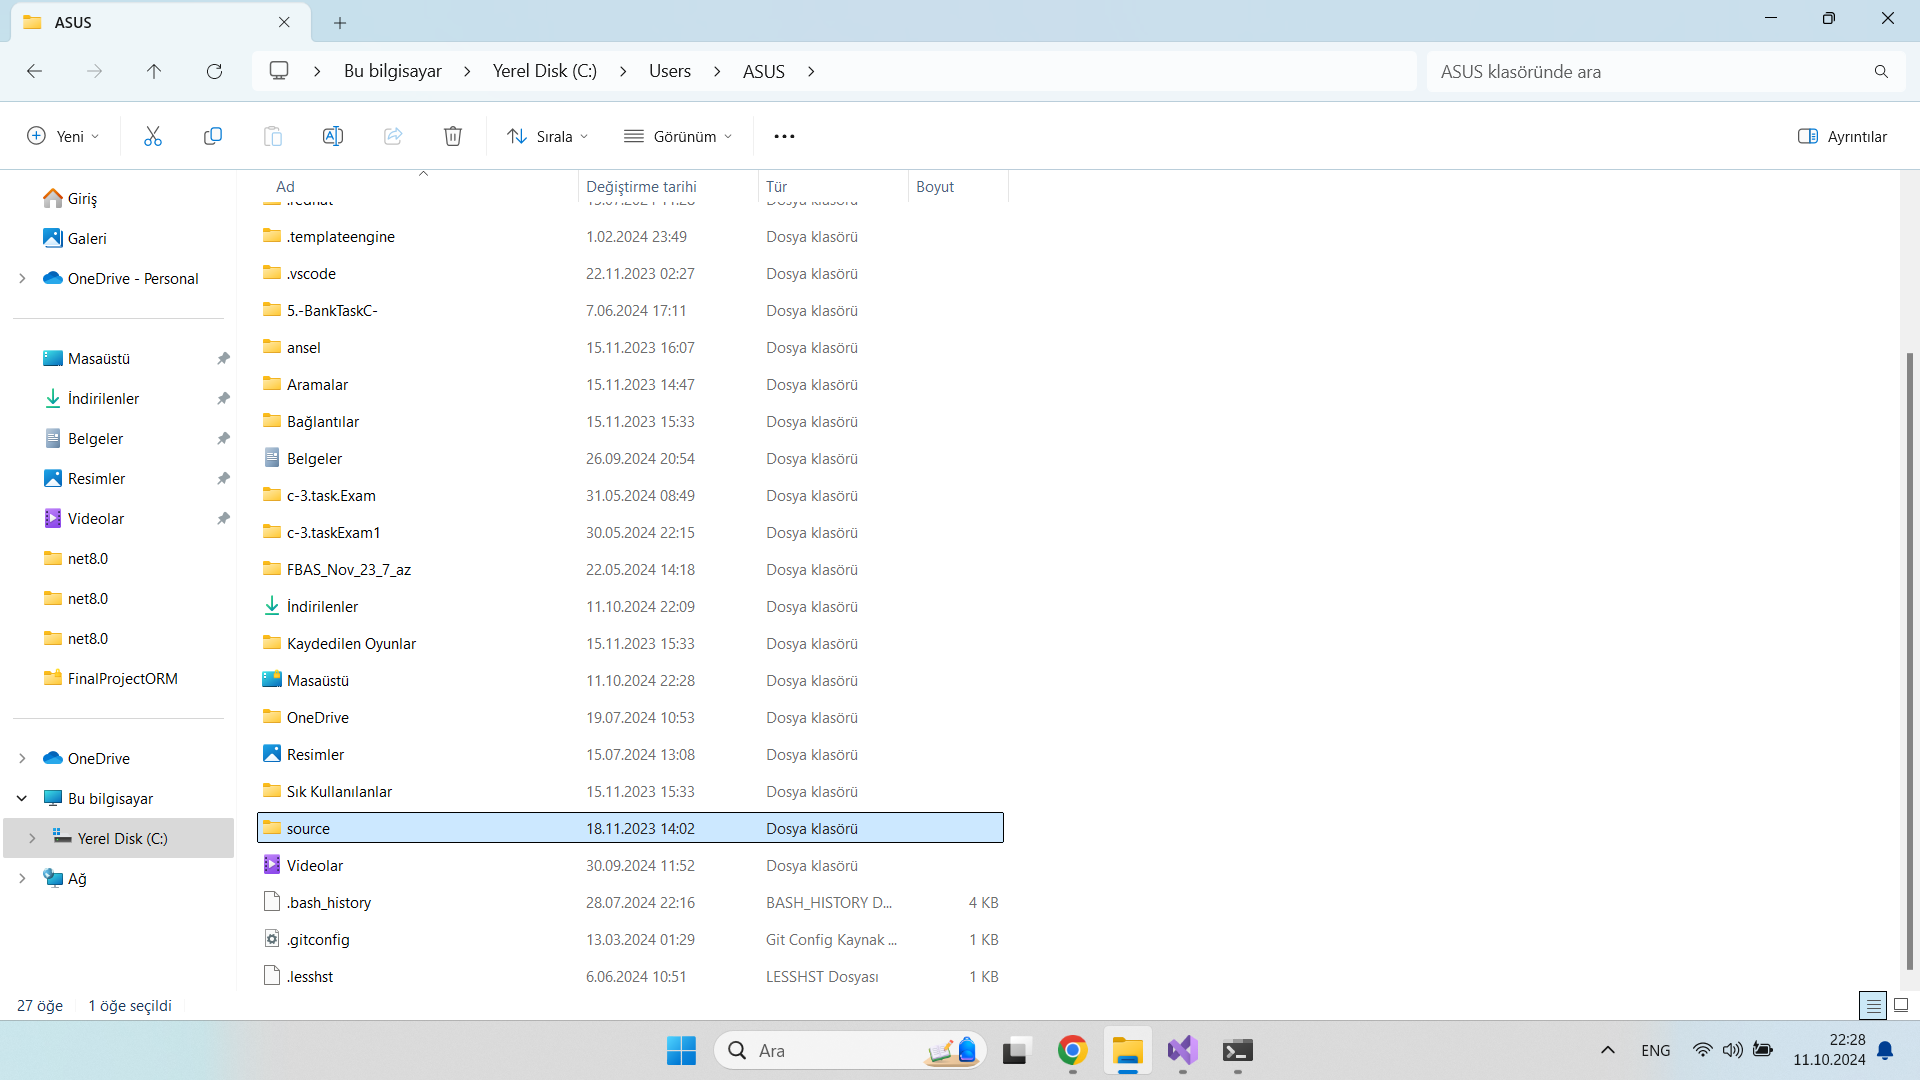 ASUS
Bu bilgisayar Yerel Disk (C:) Users ASUS
ASUS klasöründe ara
Yeni Sırala Görünüm Ayrıntılar
Ad Değiştirme tarihi Tür Boyut
.templateengine 1.02.2024 23:49 Dosya klasörü
.vscode 22.11.2023 02:27 Dosya klasörü
5.-BankTaskC- 7.06.2024 17:11 Dosya klasörü
ansel 15.11.2023 16:07 Dosya klasörü
Aramalar 15.11.2023 14:47 Dosya klasörü
Bağlantılar 15.11.2023 15:33 Dosya klasörü
Belgeler 26.09.2024 20:54 Dosya klasörü
c-3.task.Exam 31.05.2024 08:49 Dosya klasörü
c-3.taskExam1 30.05.2024 22:15 Dosya klasörü
FBAS_Nov_23_7_az 22.05.2024 14:18 Dosya klasörü
İndirilenler 11.10.2024 22:09 Dosya klasörü
Kaydedilen Oyunlar 15.11.2023 15:33 Dosya klasörü
Masaüstü 11.10.2024 22:28 Dosya klasörü
OneDrive 19.07.2024 10:53 Dosya klasörü
Resimler 15.07.2024 13:08 Dosya klasörü
Sık Kullanılanlar 15.11.2023 15:33 Dosya klasörü
source 18.11.2023 14:02 Dosya klasörü
Videolar 30.09.2024 11:52 Dosya klasörü
.bash_history 28.07.2024 22:16 BASH_HISTORY D... 4 KB
.gitconfig 13.03.2024 01:29 Git Config Kaynak ... 1 KB
.lesshst 6.06.2024 10:51 LESSHST Dosyası 1 KB
Giriş
Galeri
OneDrive - Personal
Masaüstü
İndirilenler
Belgeler
Resimler
Videolar
net8.0
net8.0
net8.0
FinalProjectORM
OneDrive
Bu bilgisayar
Yerel Disk (C:)
Ağ
27 öğe 1 öğe seçildi
Ara
ENG
22:28
11.10.2024